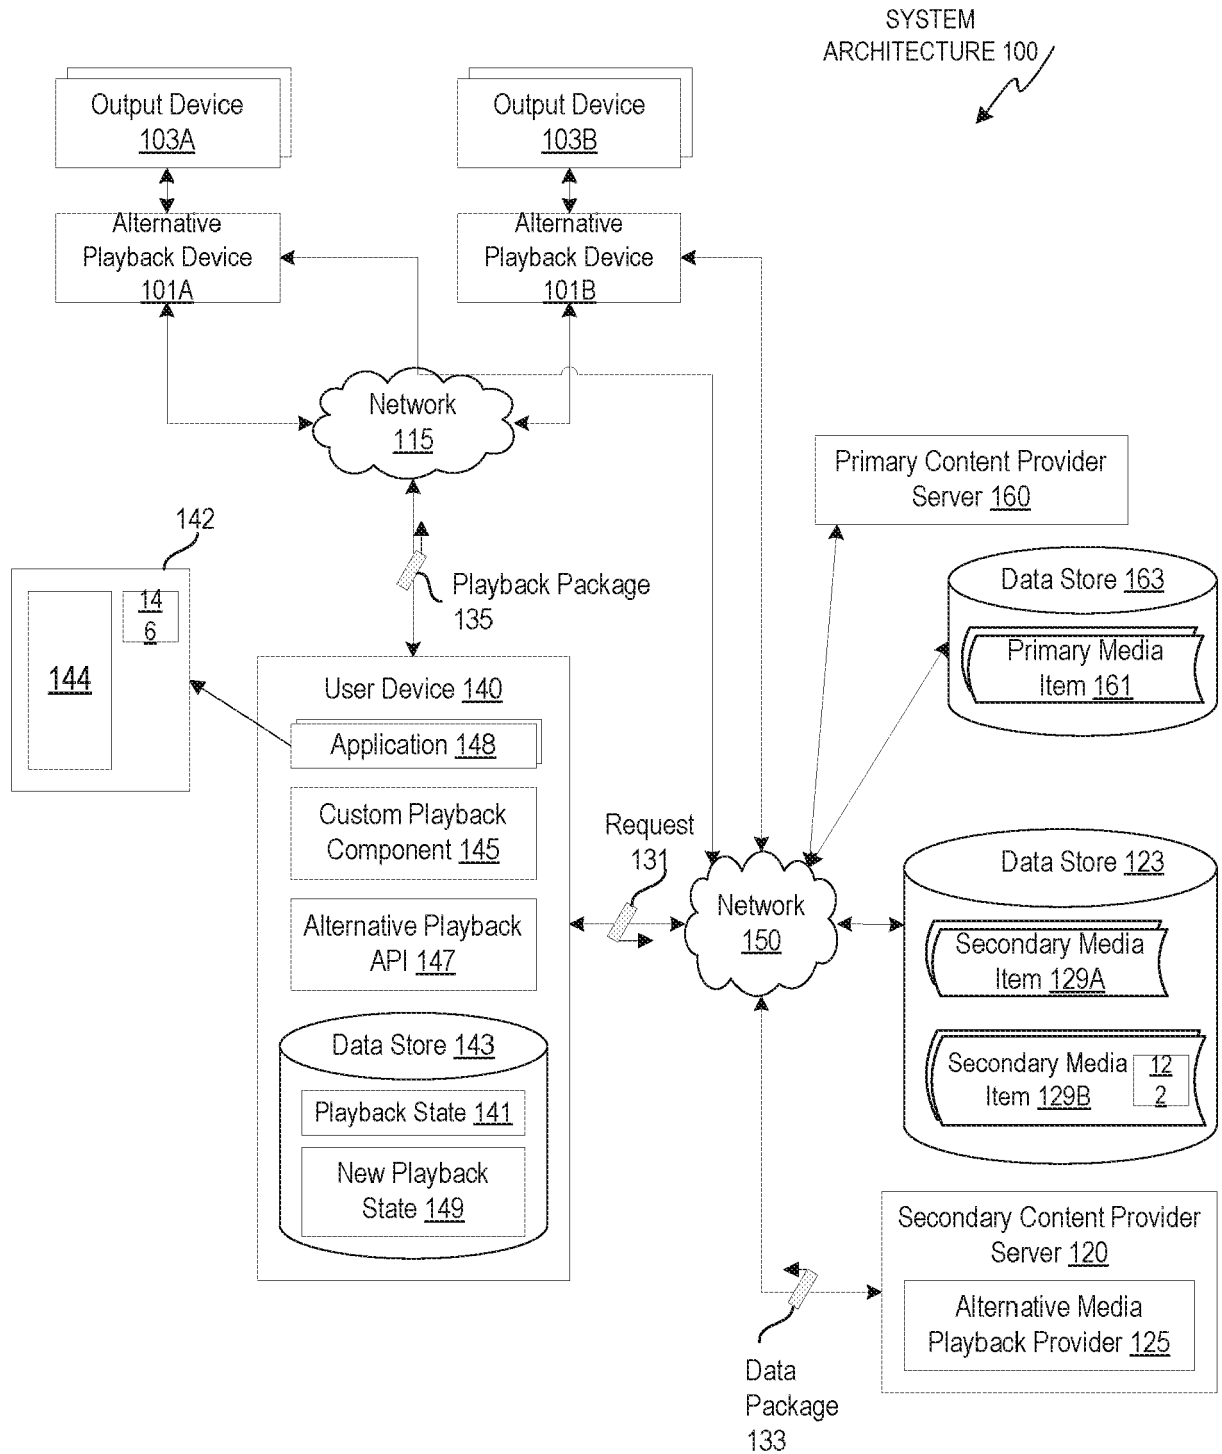 SYSTEM
ARCHITECTURE 100
Output Device
103A
Output Device
103B
Alternative
Playback Device
101A
Alternative
Playback Device
101B
Network
115
Primary Content Provider
Server 160
142
14
6
144
Playback Package
135
Data Store 163
Primary Media
Item 161
User Device 140
Application 148
Custom Playback
Component 145
Alternative Playback
API 147
Data Store 143
Playback State 141
New Playback
State 149
Request
131
Network
150
Data Store 123
Secondary Media
Item 129A
Secondary Media
Item 129B
12
2
Secondary Content Provider
Server 120
Alternative Media
Playback Provider 125
Data
Package
133